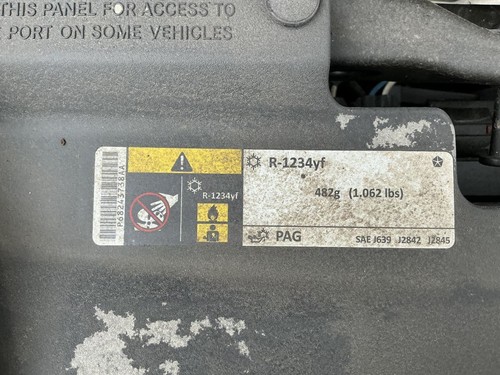 THIS PANEL FOR ACCESS TO
PORT ON SOME VEHICLES
R-1234yf
482g (1.062 lbs)
PAG SAE J639 J2842 J2845
R-1234yf
P68243738AA